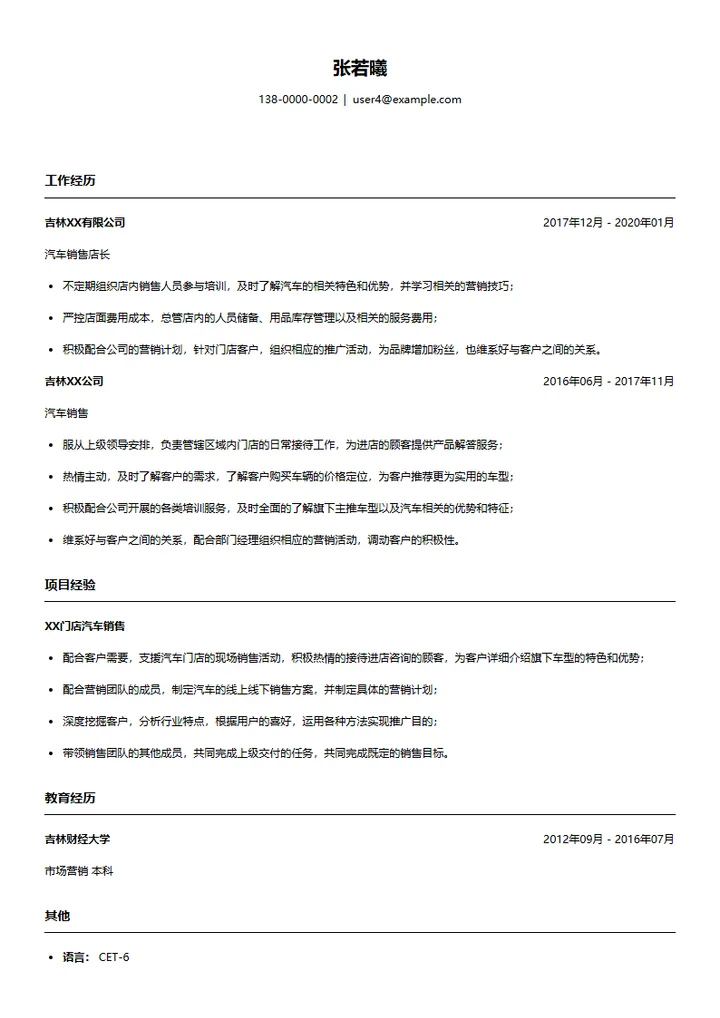 张若曦
138-0000-0002 | user4@example.com
工作经历
吉林XX有限公司 2017年12月 - 2020年01月
汽车销售店长
• 不定期组织店内销售人员参与培训，及时了解汽车的相关特色和优势，并学习相关的营销技巧；
• 严控店面费用成本，总管店内的人员储备、用品库存管理以及相关的服务费用；
• 积极配合公司的营销计划，针对门店客户，组织相应的推广活动，为品牌增加粉丝，也维系好与客户之间的关系。
吉林XX公司 2016年06月 - 2017年11月
汽车销售
• 服从上级领导安排，负责管辖区域内门店的日常接待工作，为进店的顾客提供产品解答服务；
• 热情主动，及时了解客户的需求，了解客户购买车辆的价格定位，为客户推荐更为实用的车型；
• 积极配合公司开展的各类培训服务，及时全面的了解旗下主推车型以及汽车相关的优势和特征；
• 维系好与客户之间的关系，配合部门经理组织相应的营销活动，调动客户的积极性。
项目经验
XX门店汽车销售
• 配合客户需要，支援汽车门店的现场销售活动，积极热情的接待进店咨询的顾客，为客户详细介绍旗下车型的特色和优势；
• 配合营销团队的成员，制定汽车的线上线下销售方案，并制定具体的营销计划；
• 深度挖掘客户，分析行业特点，根据用户的喜好，运用各种方法实现推广目的；
• 带领销售团队的其他成员，共同完成上级交付的任务，共同完成既定的销售目标。
教育经历
吉林财经大学 2012年09月 - 2016年07月
市场营销 本科
其他
• 语言： CET-6